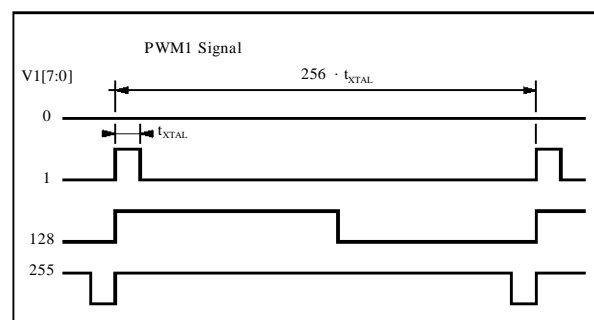 PWM1 Signal
V1[7:0]
256 · tXTAL
0
tXTAL
1
128
255